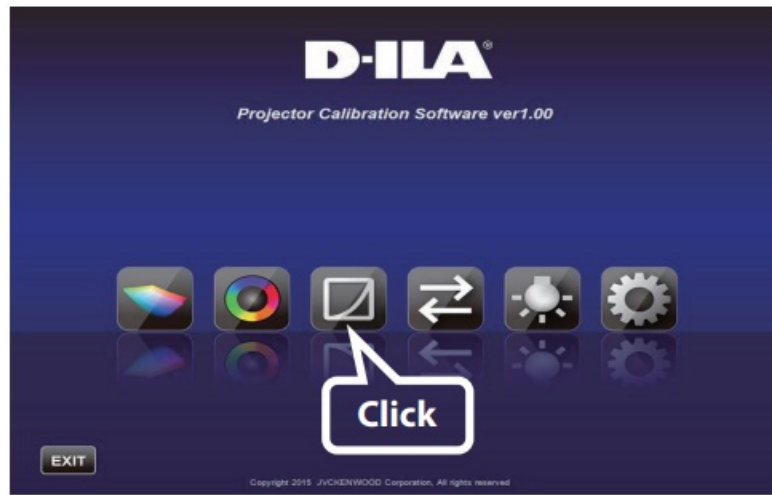 D-ILA®
Projector Calibration Software ver1.00
Click
EXIT
Copyright 2015 JVCKENWOOD Corporation, All rights reserved